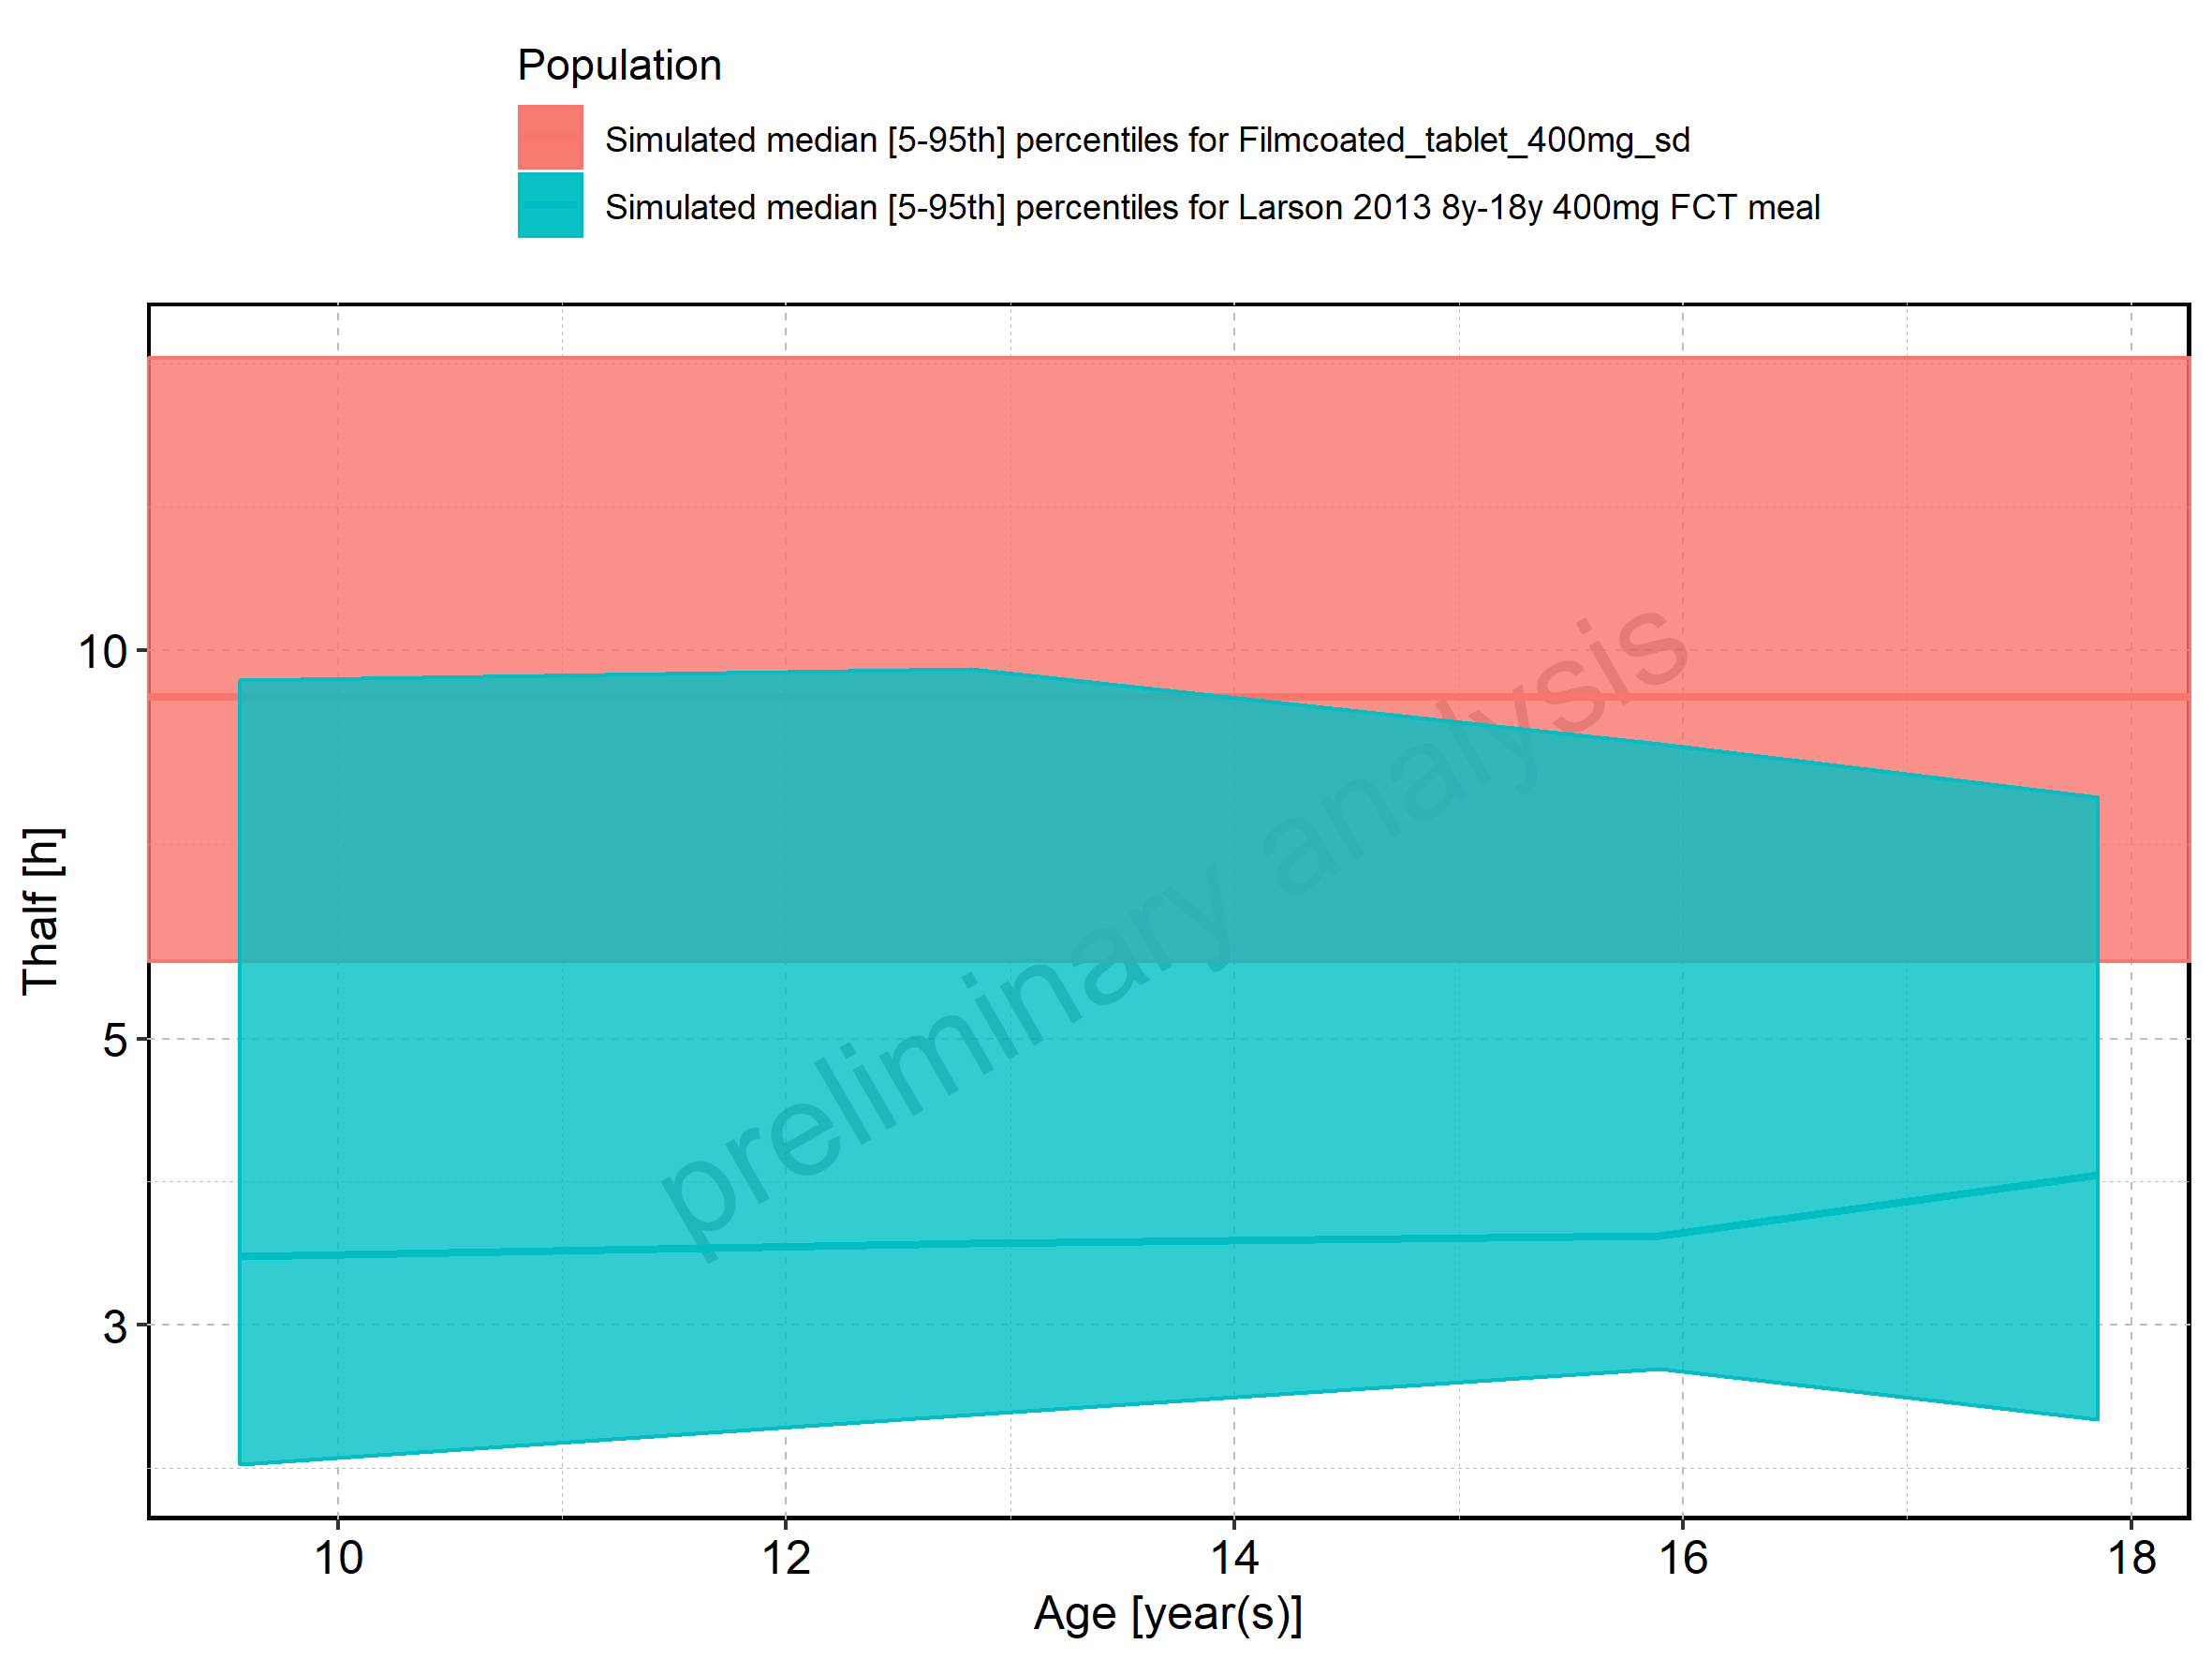 Population
Simulated median [5-95th] percentiles for Filmcoated_tablet_400mg_sd
Simulated median [5-95th] percentiles for Larson 2013 8y-18y 400mg FCT meal
10
5
3
Thalf [h]
preliminary analysis
10 12 14 16 18
Age [year(s)]